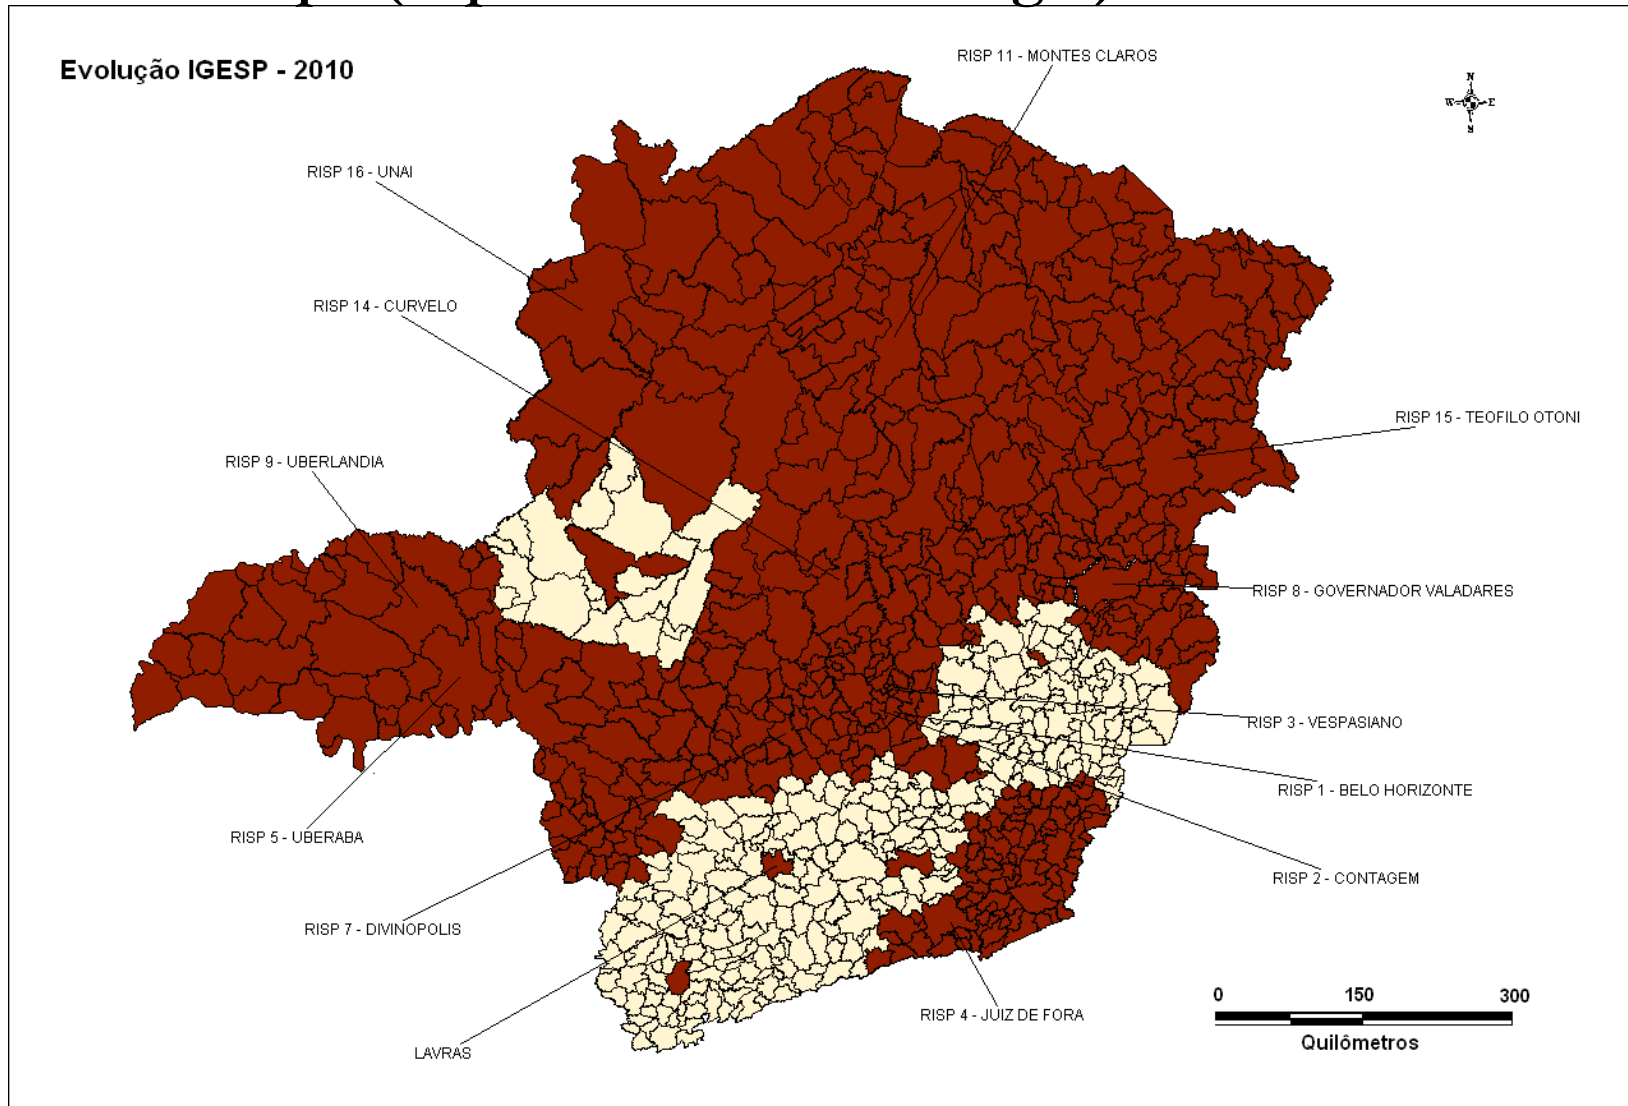 Evolução IGESP - 2010
RISP 11 - MONTES CLAROS
N
W E
S
RISP 16 - UNAI
RISP 14 - CURVELO
RISP 15 - TEOFILO OTONI
RISP 9 - UBERLANDIA
RISP 8 - GOVERNADOR VALADARES
RISP 3 - VESPASIANO
RISP 1 - BELO HORIZONTE
RISP 5 - UBERABA
RISP 2 - CONTAGEM
RISP 7 - DIVINOPOLIS
RISP 4 - JUIZ DE FORA
LAVRAS
0 150 300
Quilômetros